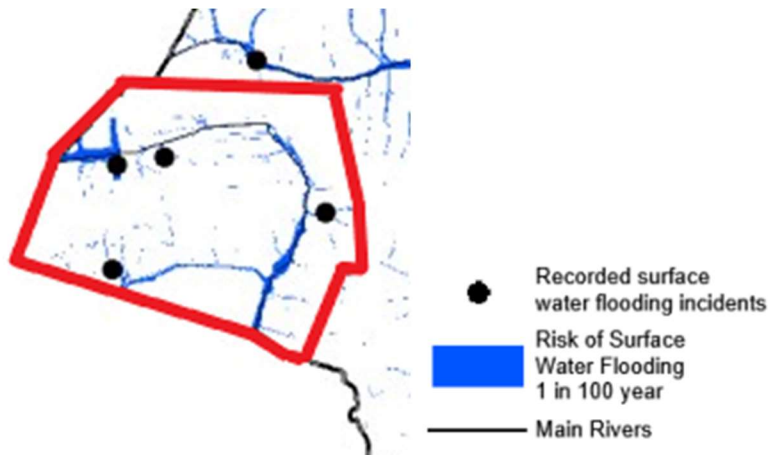 Recorded surface
water flooding incidents
Risk of Surface
Water Flooding
1 in 100 year
Main Rivers